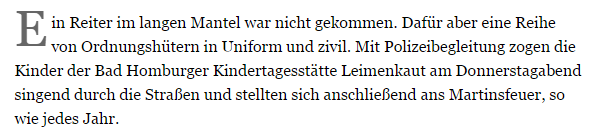 Ein Reiter im langen Mantel war nicht gekommen. Dafür aber eine Reihe
von Ordnungshütern in Uniform und zivil. Mit Polizeibegleitung zogen die
Kinder der Bad Homburger Kindertagesstätte Leimenkaut am Donnerstagabend
singend durch die Straßen und stellten sich anschließend ans Martinsfeuer, so
wie jedes Jahr.